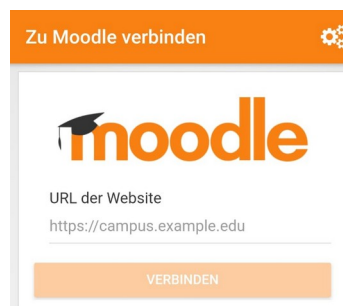 Zu Moodle verbinden
moodle
URL der Website
https://campus.example.edu
VERBINDEN